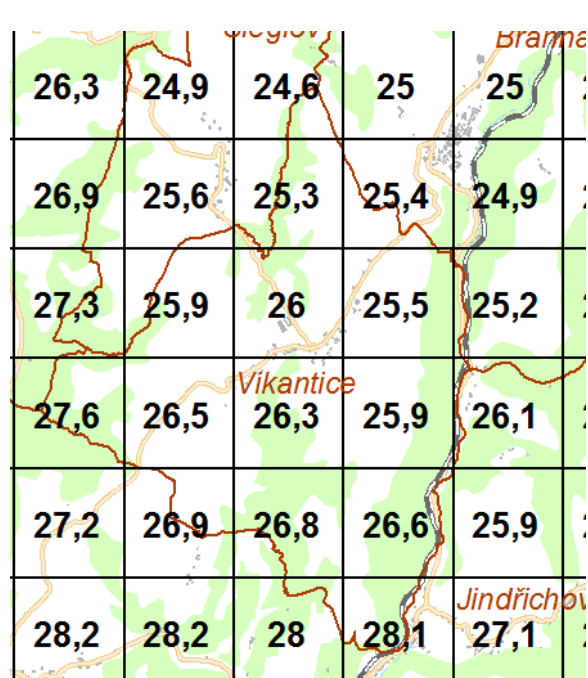 Branná
26,3 24,9 24,6 25 25
26,9 25,6 25,3 25,4 24,9
27,3 25,9 26 25,5 25,2
Vikantice
27,6 26,5 26,3 25,9 26,1
27,2 26,9 26,8 26,6 25,9
Jindřichov
28,2 28,2 28 28,1 27,1